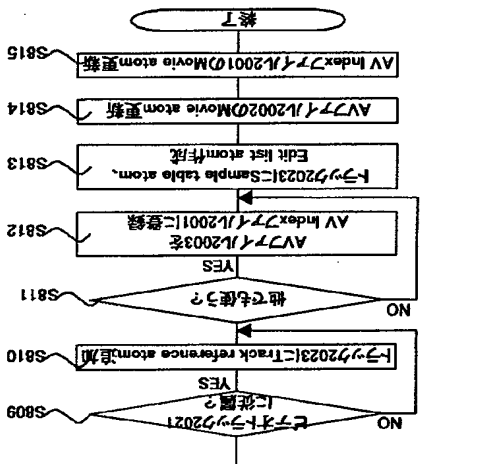 ビデオトラック2021
に従属?
S809
NO
YES
トラック2023にTrack reference atom追加
S810
他でも使う?
S811
NO
YES
AVファイル2003を
AV Indexファイル2001に登録
S812
トラック2023にSample table atom、
Edit list atom作成
S813
AVファイル2002のMovie atom更新
S814
AV Indexファイル2001のMovie atom更新
S815
終了